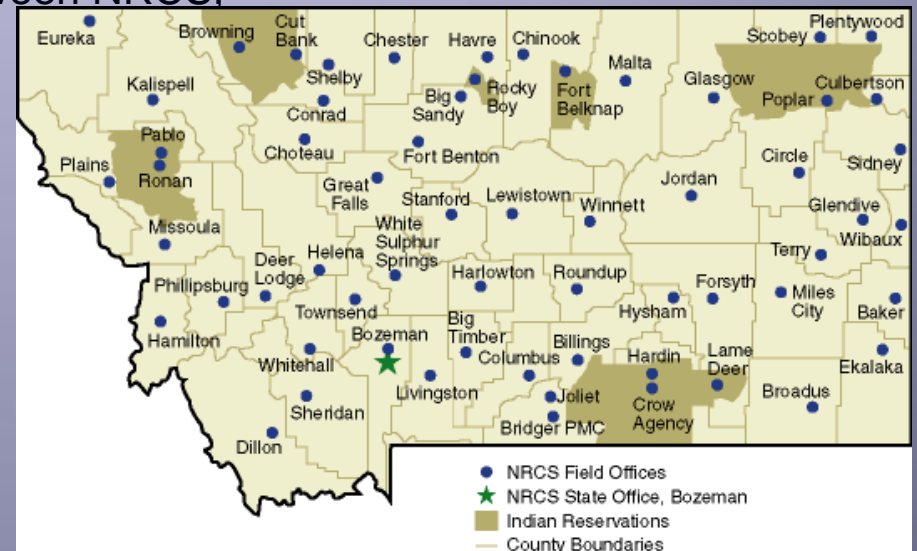 ween NRCS,
Eureka
Browning
Cut
Bank
Shelby
Chester
Havre
Chinook
Malta
Scobey
Plentywood
Kalispell
Conrad
Big
Sandy
Rocky
Boy
Fort
Belknap
Glasgow
Poplar
Culbertson
Pablo
Ronan
Plains
Choteau
Fort Benton
Circle
Sidney
Great
Falls
Stanford
Lewistown
Winnett
Jordan
Glendive
Wibaux
Missoula
White
Sulphur
Springs
Helena
Deer
Lodge
Phillipsburg
Harlowton
Roundup
Terry
Forsyth
Miles
City
Baker
Hysham
Townsend
Hamilton
Bozeman
Big
Timber
Billings
Columbus
Hardin
Lame
Deer
Ekalaka
Whitehall
Livingston
Joliet
Crow
Agency
Broadus
Sheridan
Bridger PMC
Dillon
NRCS Field Offices
NRCS State Office, Bozeman
Indian Reservations
County Boundaries